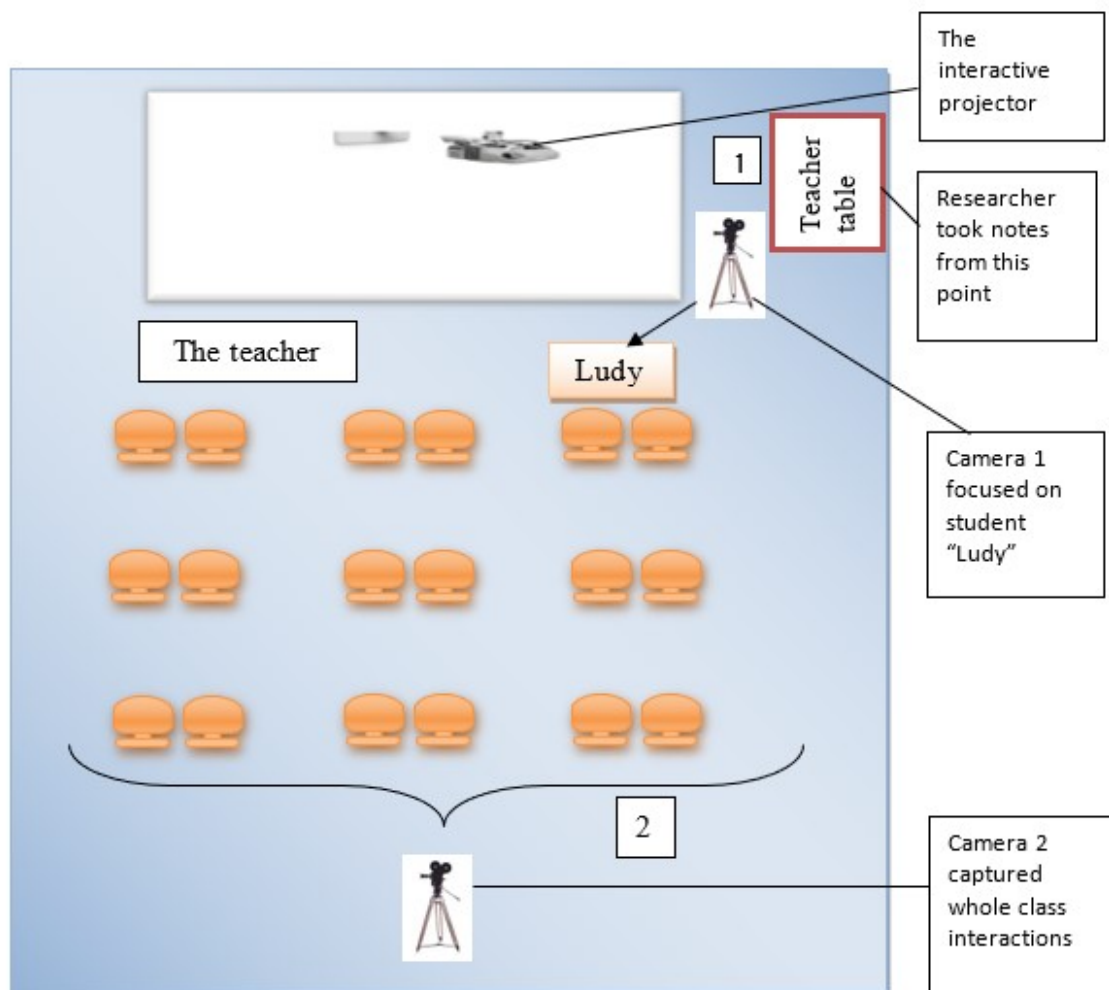 The
interactive
projector
1
Teacher
table
Researcher
took notes
from this
point
The teacher
Ludy
Camera 1
focused on
student
“Ludy”
2
Camera 2
captured
whole class
interactions